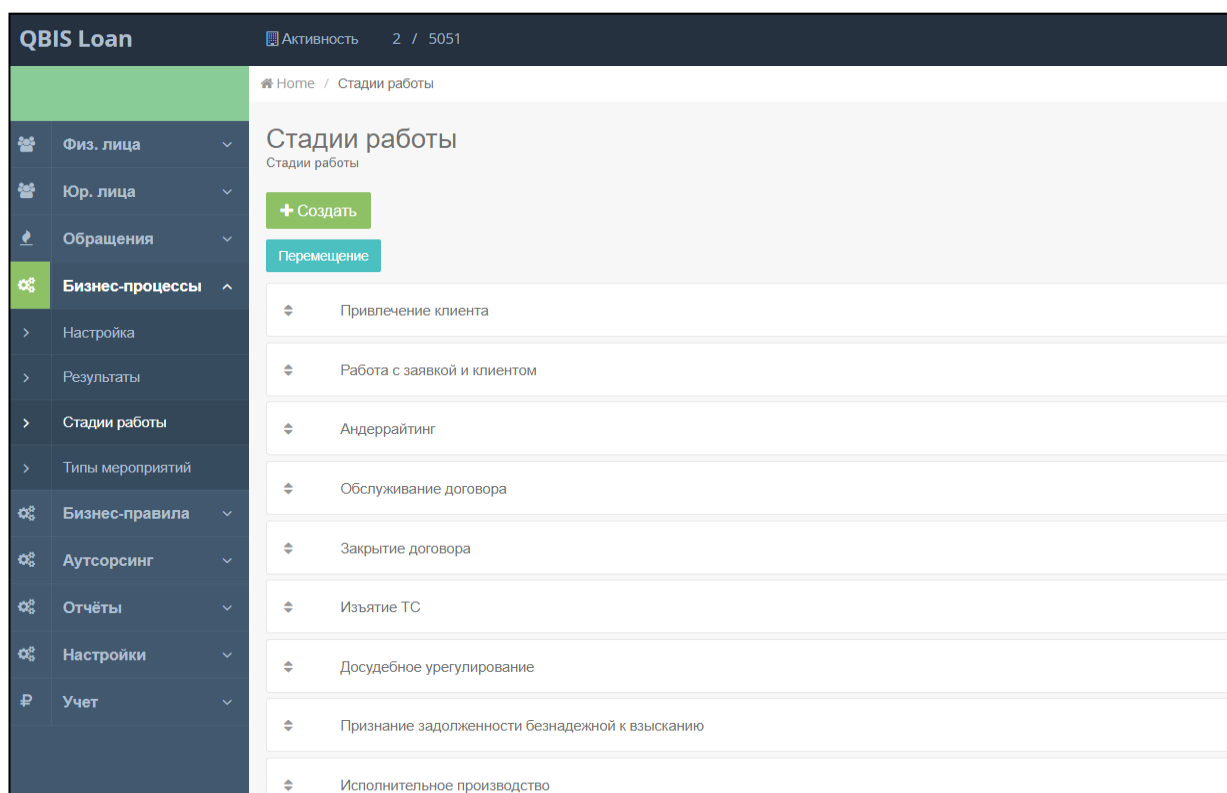 QBIS Loan
Активность 2 / 5051
Home / Стадии работы
Физ. лица
Юр. лица
Обращения
Бизнес-процессы
Настройка
Результаты
Стадии работы
Типы мероприятий
Бизнес-правила
Аутсорсинг
Отчёты
Настройки
Учет
Стадии работы
Стадии работы
Создать
Перемещение
Привлечение клиента
Работа с заявкой и клиентом
Андеррайтинг
Обслуживание договора
Закрытие договора
Изъятие ТС
Досудебное урегулирование
Признание задолженности безнадежной к взысканию
Исполнительное производство